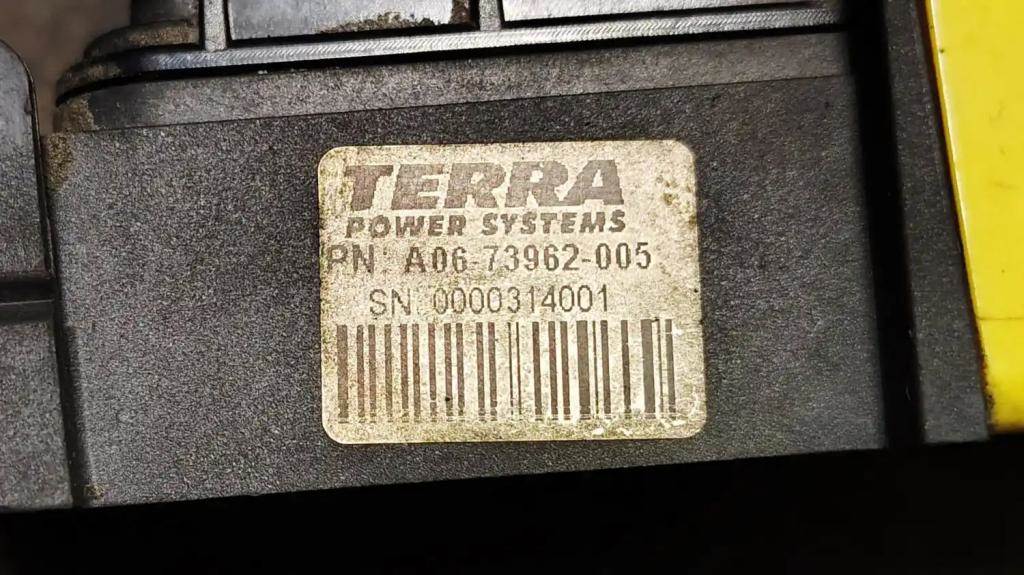 TERRA
POWER SYSTEMS
PN: A06-73962-005
SN: 0000314001